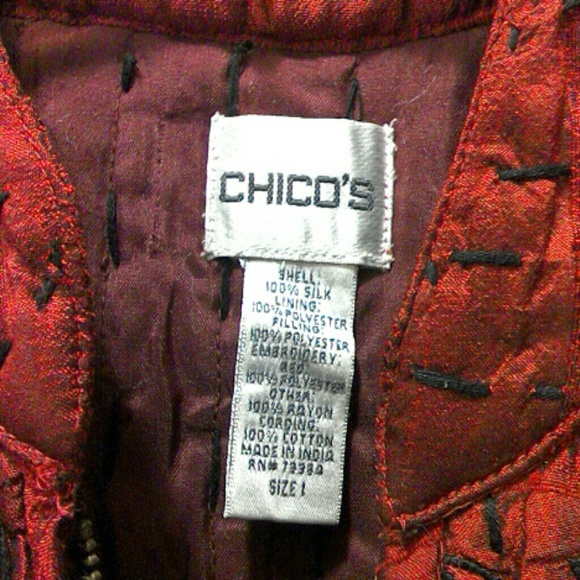 CHICO'S
SHELL:
100% SILK
LINING:
100% POLYESTER
FILLING:
100% POLYESTER
EMBROIDERY:
RED:
100% POLYESTER
OTHER:
100% RAYON
CORDING:
100% COTTON
MADE IN INDIA
RN# 79384
SIZE 1